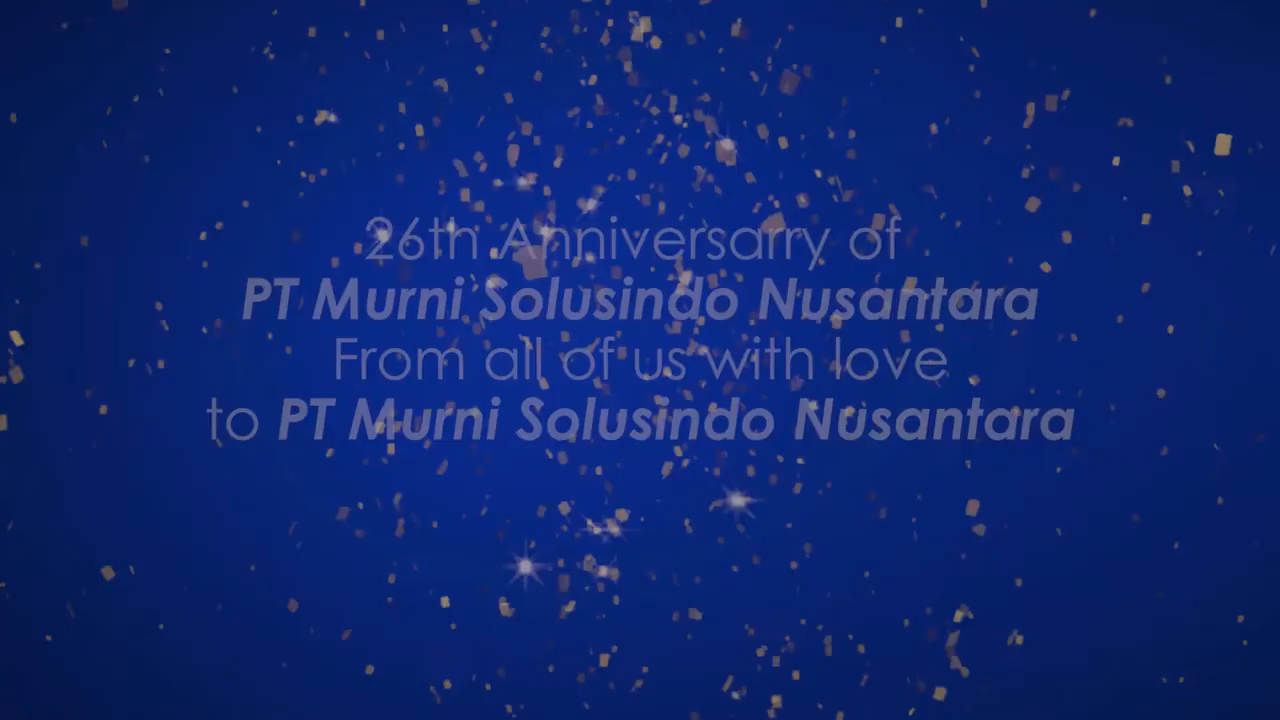 26th Anniversarry of
PT Murni Solusindo Nusantara
From all of us with love
to PT Murni Solusindo Nusantara